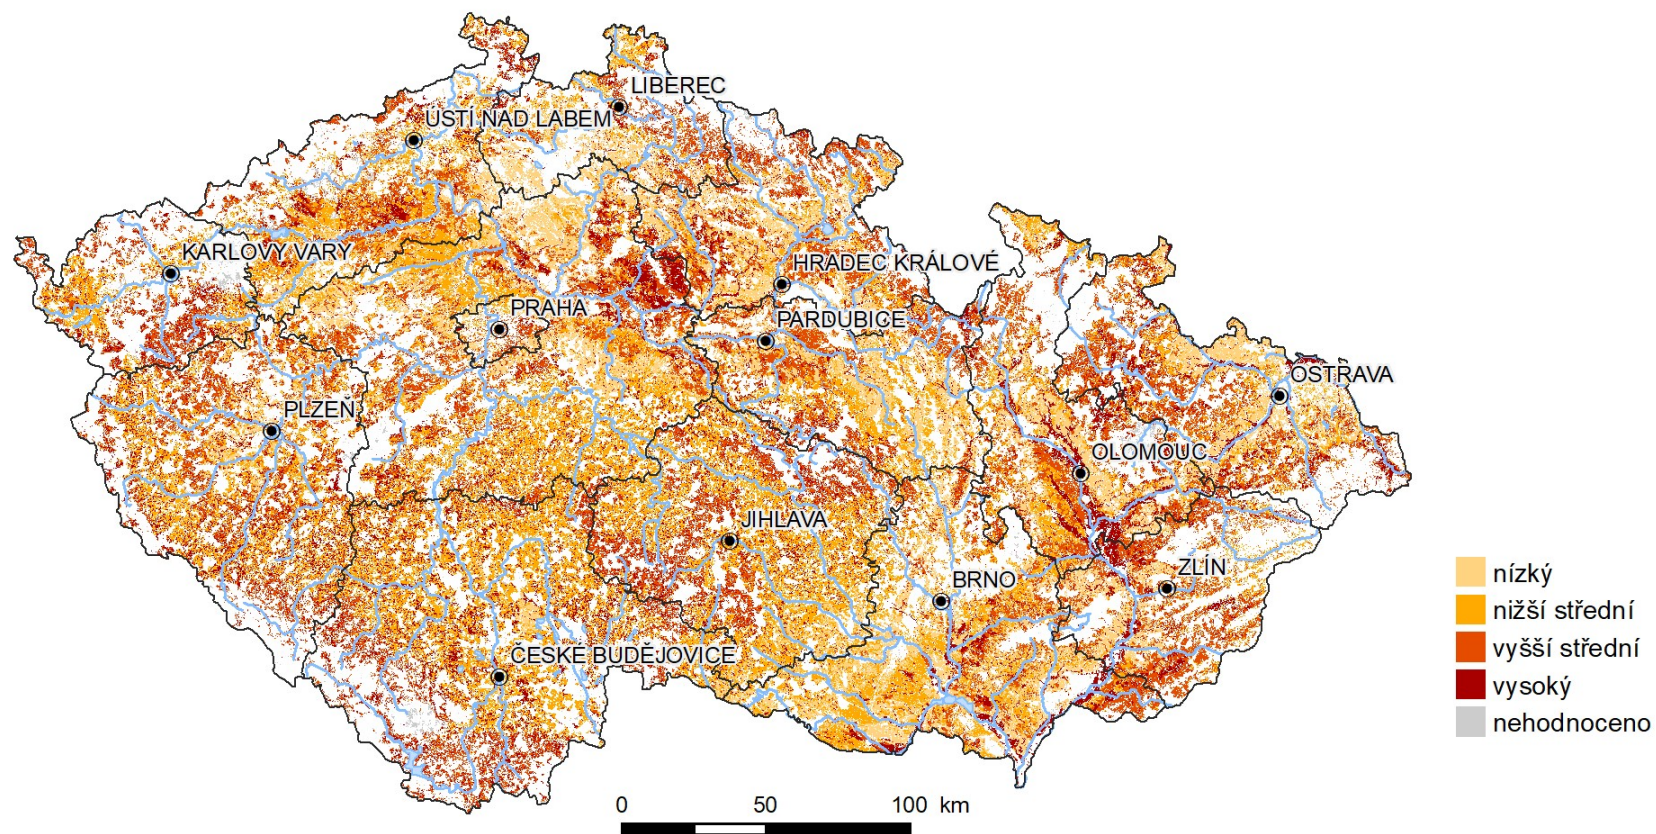 LIBEREC
ÚSTÍ NAD LABEM
KARLOVY VARY
HRADEC KRÁLOVÉ
PRAHA
PARDUBICE
OSTRAVA
PLZEŇ
OLOMOUC
JIHLAVA
ZLÍN
BRNO
ČESKÉ BUDĚJOVICE
nízký
nižší střední
vyšší střední
vysoký
nehodnoceno
0 50 100 km